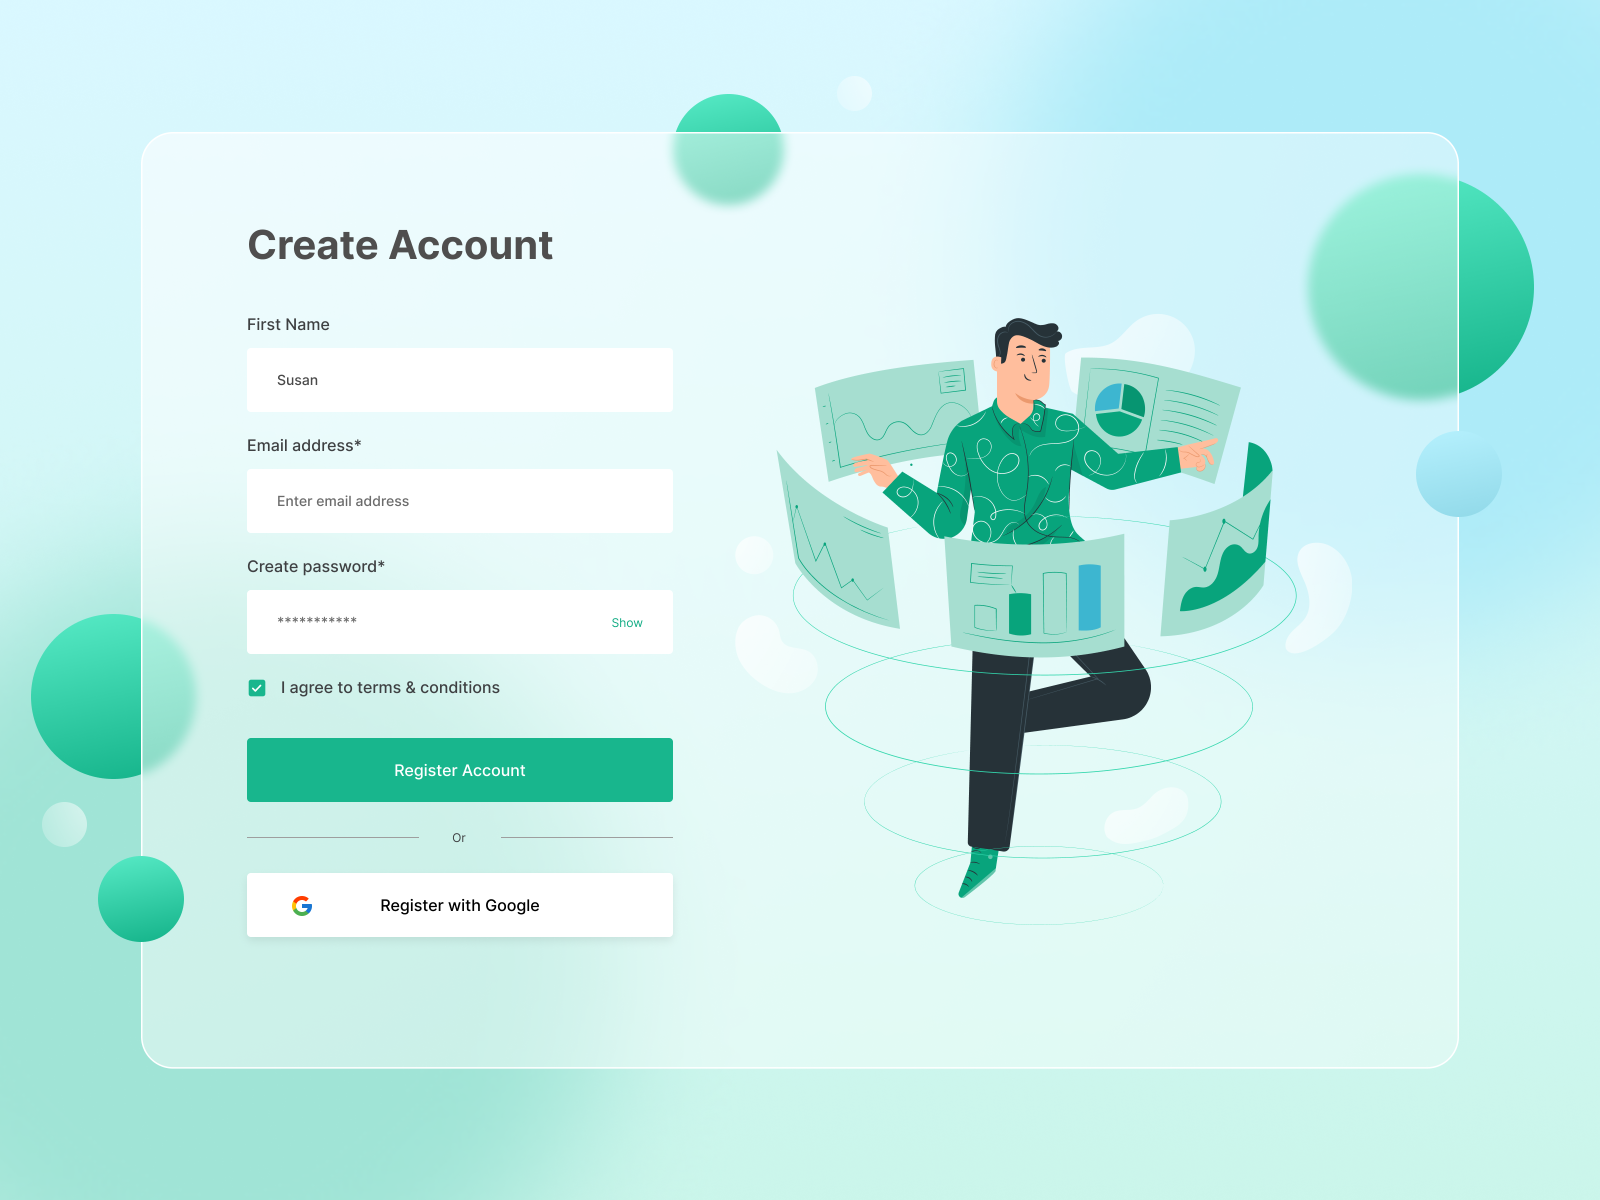 Create Account
First Name
Susan
Email address*
Enter email address
Create password*
***********
Show
I agree to terms & conditions
Register Account
Or
Register with Google